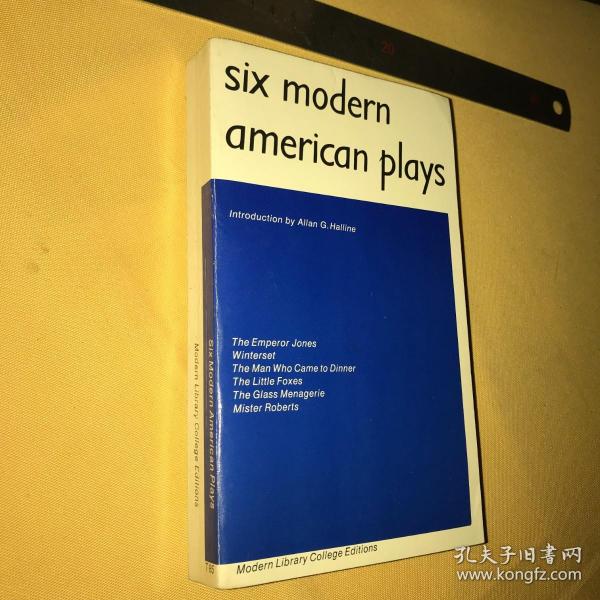 six modern
american plays
Introduction by Allan G. Halline
The Emperor Jones
Winterset
The Man Who Came to Dinner
The Little Foxes
The Glass Menagerie
Mister Roberts
Modern Library College Editions
Six Modern American Plays
Modern Library College Editions
T 65
20
孔夫子旧书网
www.kongfz.com